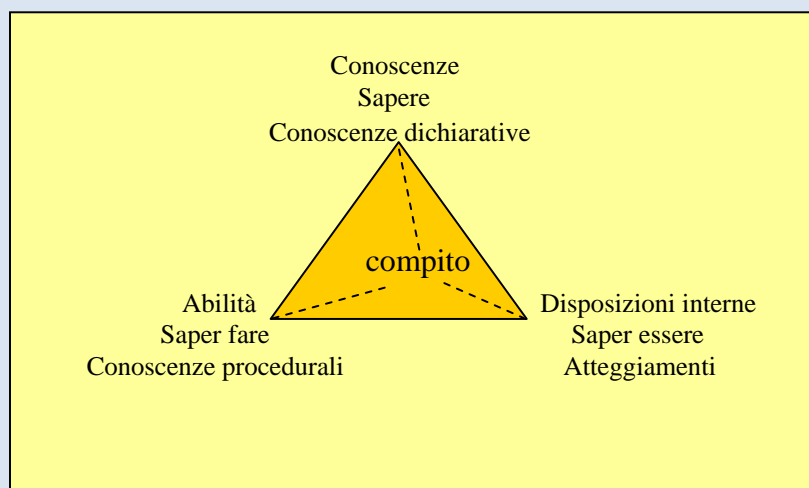 Conoscenze
Sapere
Conoscenze dichiarative
compito
Abilità
Saper fare
Conoscenze procedurali
Disposizioni interne
Saper essere
Atteggiamenti